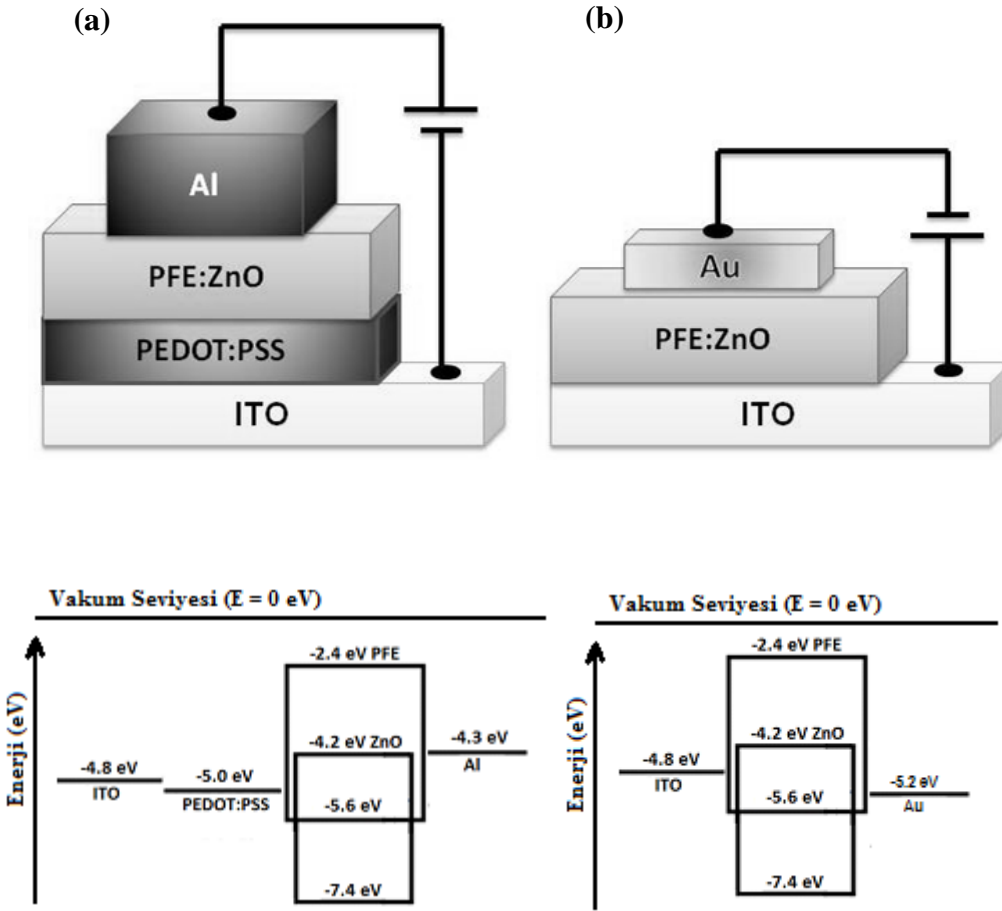 (a)
Al
PFE:ZnO
PEDOT:PSS
ITO
(b)
Au
PFE:ZnO
ITO
Vakum Seviyesi (E = 0 eV)
Enerji (eV)
-2.4 eV PFE
-4.2 eV ZnO
-4.3 eV
Al
-4.8 eV
ITO
-5.0 eV
PEDOT:PSS
-5.6 eV
-7.4 eV
Vakum Seviyesi (E = 0 eV)
Enerji (eV)
-2.4 eV PFE
-4.2 eV ZnO
-4.8 eV
ITO
-5.6 eV
-5.2 eV
Au
-7.4 eV